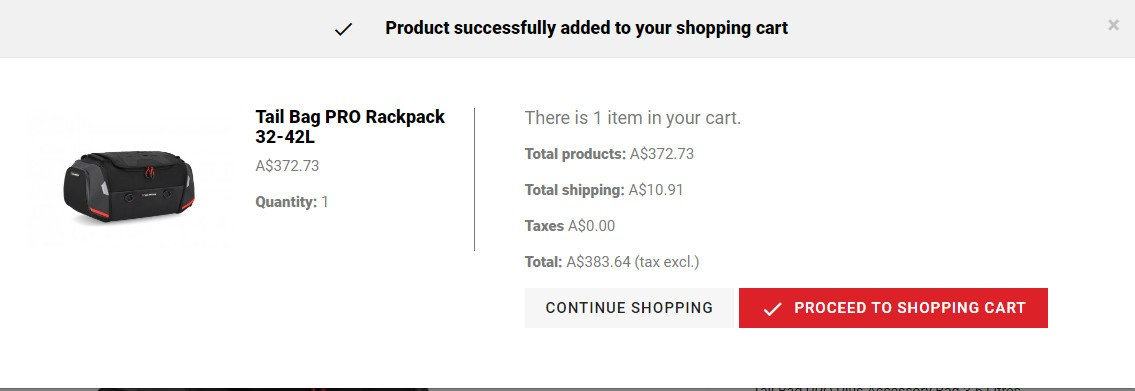 Product successfully added to your shopping cart
×
Tail Bag PRO Rackpack
32-42L
A$372.73
Quantity: 1
There is 1 item in your cart.
Total products: A$372.73
Total shipping: A$10.91
Taxes A$0.00
Total: A$383.64 (tax excl.)
CONTINUE SHOPPING
PROCEED TO SHOPPING CART